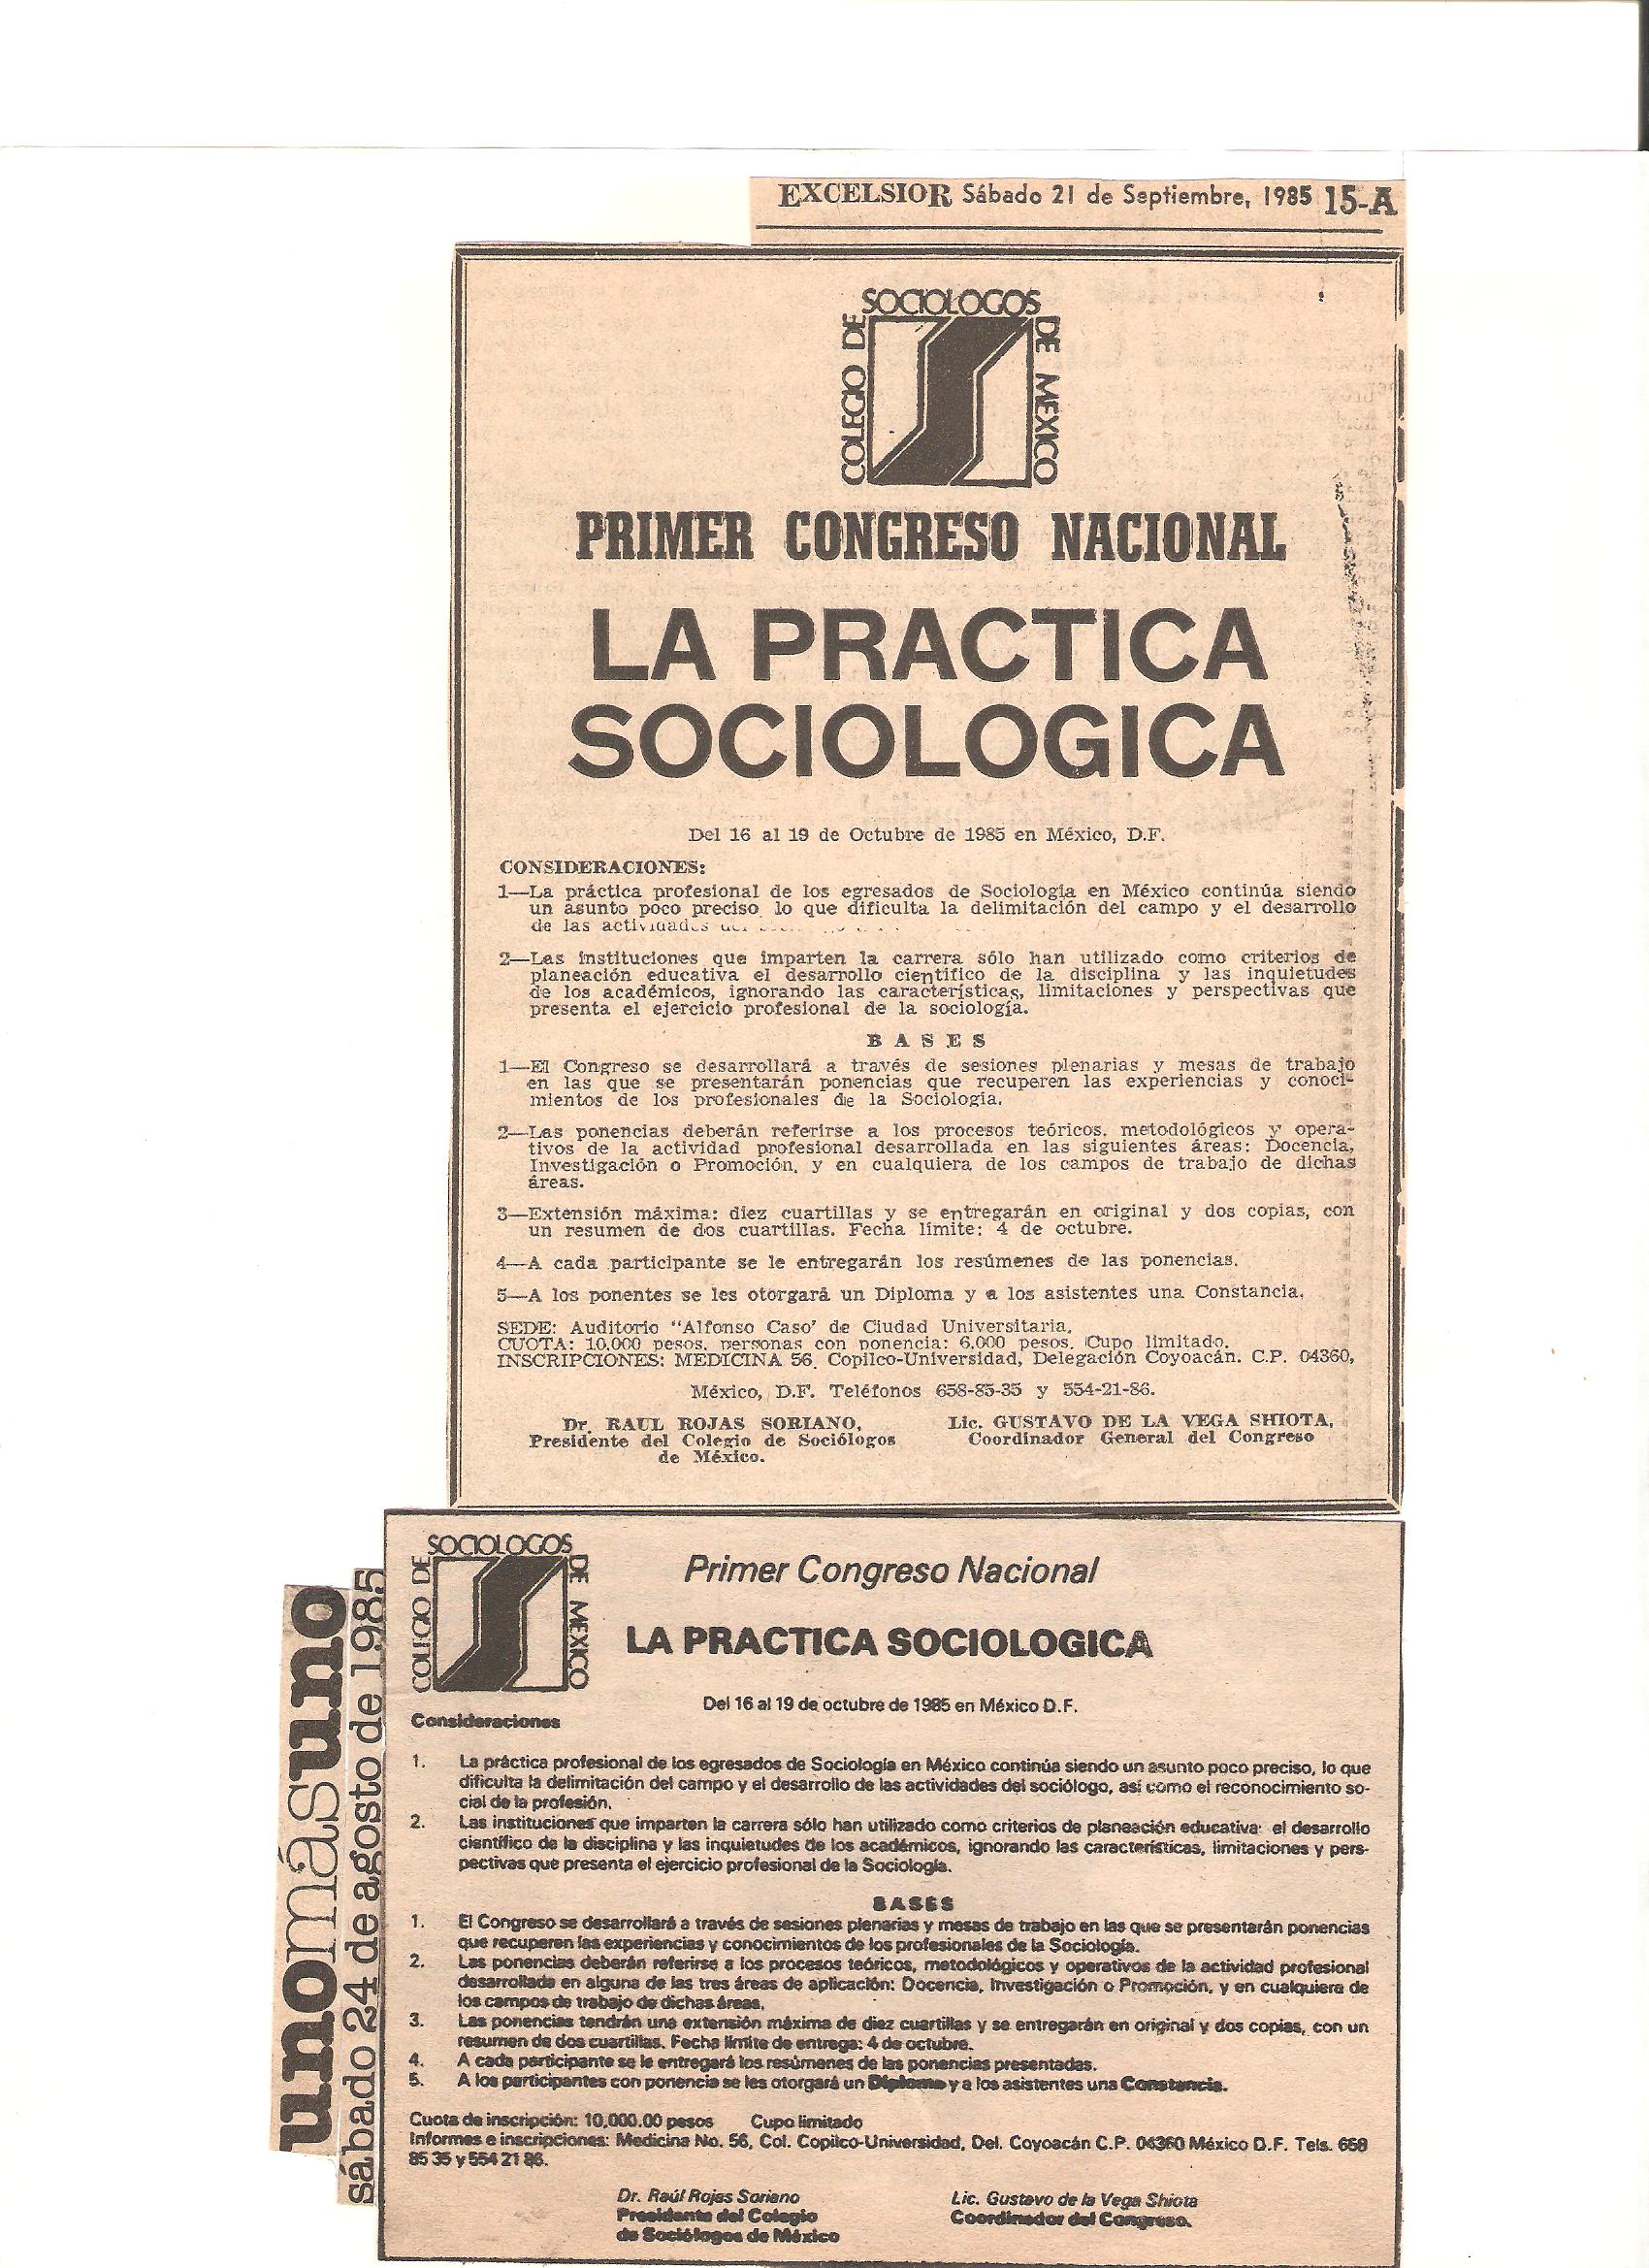 EXCELSIOR Sábado 21 de Septiembre, 1985 15-A
COLEGIO DE SOCIOLOGOS DE MEXICO
PRIMER CONGRESO NACIONAL
LA PRACTICA
SOCIOLOGICA
Del 16 al 19 de Octubre de 1985 en México, D.F.
CONSIDERACIONES:
1—La práctica profesional de los egresados de Sociología en México continúa siendo
un asunto poco preciso, lo que dificulta la delimitación del campo y el desarrollo
de las actividades
2—Las instituciones que imparten la carrera sólo han utilizado como criterios de
planeación educativa el desarrollo científico de la disciplina y las inquietudes
de los académicos, ignorando las características, limitaciones y perspectivas que
presenta el ejercicio profesional de la sociología.
BASES
1—El Congreso se desarrollará a través de sesiones plenarias y mesas de trabajo
en las que se presentarán ponencias que recuperen las experiencias y conoci-
mientos de los profesionales de la Sociología.
2—Las ponencias deberán referirse a los procesos teóricos, metodológicos y opera-
tivos de la actividad profesional desarrollada en las siguientes áreas: Docencia,
Investigación o Promoción, y en cualquiera de los campos de trabajo de dichas
áreas.
3—Extensión máxima: diez cuartillas y se entregarán en original y dos copias, con
un resumen de dos cuartillas. Fecha límite: 4 de octubre.
4—A cada participante se le entregarán los resúmenes de las ponencias.
5—A los ponentes se les otorgará un Diploma y a los asistentes una Constancia.
SEDE: Auditorio "Alfonso Caso' de Ciudad Universitaria.
CUOTA: 10,000 pesos, personas con ponencia: 6,000 pesos. Cupo limitado.
INSCRIPCIONES: MEDICINA 56. Copilco-Universidad, Delegación Coyoacán. C.P. 04360,
México, D.F. Teléfonos 658-85-35 y 554-21-86.
Dr. RAUL ROJAS SORIANO, Lic. GUSTAVO DE LA VEGA SHIOTA,
Presidente del Colegio de Sociólogos Coordinador General del Congreso
de México.
unomásuno
sábado 24 de agosto de 1985
COLEGIO DE SOCIOLOGOS DE MEXICO
Primer Congreso Nacional
LA PRACTICA SOCIOLOGICA
Del 16 al 19 de octubre de 1985 en México D.F.
Consideraciones
1. La práctica profesional de los egresados de Sociología en México continúa siendo un asunto poco preciso, lo que
dificulta la delimitación del campo y el desarrollo de las actividades del sociólogo, así como el reconocimiento so-
cial de la profesión.
2. Las instituciones que imparten la carrera sólo han utilizado como criterios de planeación educativa el desarrollo
científico de la disciplina y las inquietudes de los académicos, ignorando las características, limitaciones y pers-
pectivas que presenta el ejercicio profesional de la Sociología.
BASES
1. El Congreso se desarrollará a través de sesiones plenarias y mesas de trabajo en las que se presentarán ponencias
que recuperen las experiencias y conocimientos de los profesionales de la Sociología.
2. Las ponencias deberán referirse a los procesos teóricos, metodológicos y operativos de la actividad profesional
desarrollada en alguna de las tres áreas de aplicación: Docencia, Investigación o Promoción, y en cualquiera de
los campos de trabajo de dichas áreas.
3. Las ponencias tendrán una extensión máxima de diez cuartillas y se entregarán en original y dos copias, con un
resumen de dos cuartillas. Fecha límite de entrega: 4 de octubre.
4. A cada participante se le entregará los resúmenes de las ponencias presentadas.
5. A los participantes con ponencia se les otorgará un Diploma y a los asistentes una Constancia.
Cuota de inscripción: 10,000.00 pesos Cupo limitado
Informes e inscripciones: Medicina No. 56, Col. Copilco-Universidad, Del. Coyoacán C.P. 04360 México D.F. Tels. 658
85 35 y 554 21 86.
Dr. Raúl Rojas Soriano Lic. Gustavo de la Vega Shiota
Presidente del Colegio Coordinador del Congreso.
de Sociólogos de México